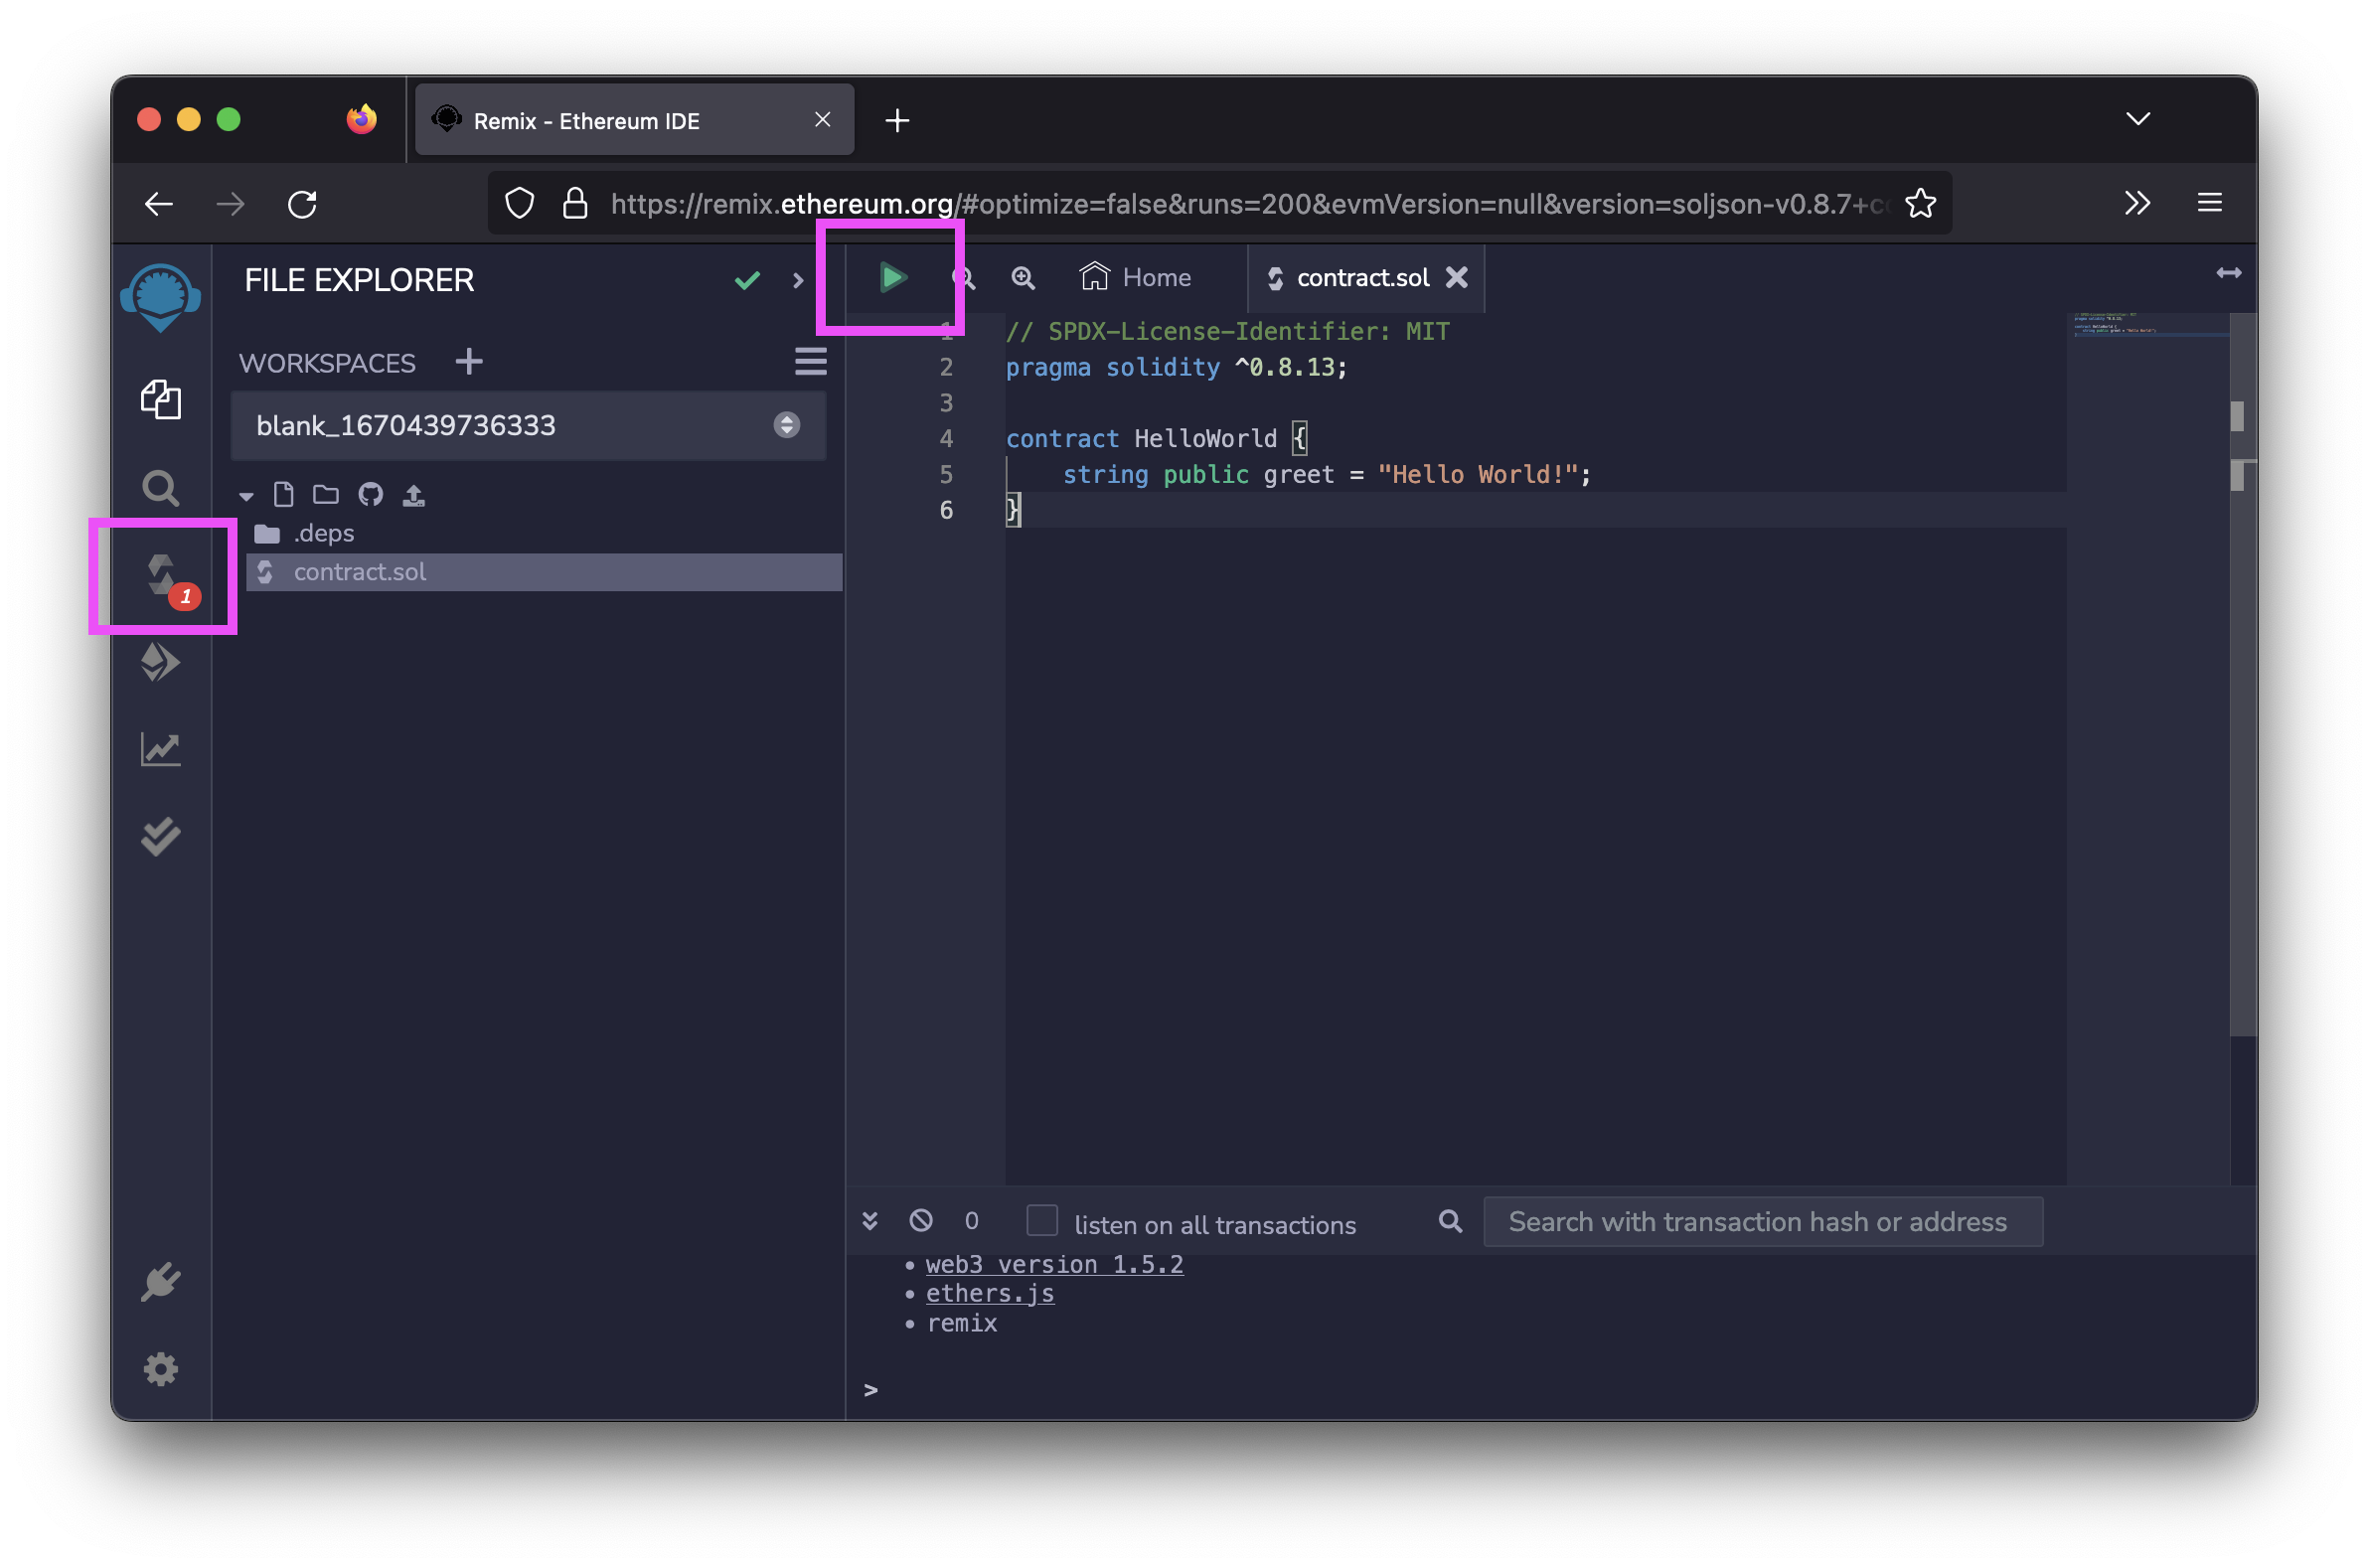 Remix - Ethereum IDE
https://remix.ethereum.org/#optimize=false&runs=200&evmVersion=null&version=soljson-v0.8.7+c
FILE EXPLORER
WORKSPACES
blank_1670439736333
.deps
contract.sol
1
Home
contract.sol
1 // SPDX-License-Identifier: MIT
2 pragma solidity ^0.8.13;
3
4 contract HelloWorld {
5 string public greet = "Hello World!";
6 }
0 listen on all transactions
Search with transaction hash or address
• web3 version 1.5.2
• ethers.js
• remix
>